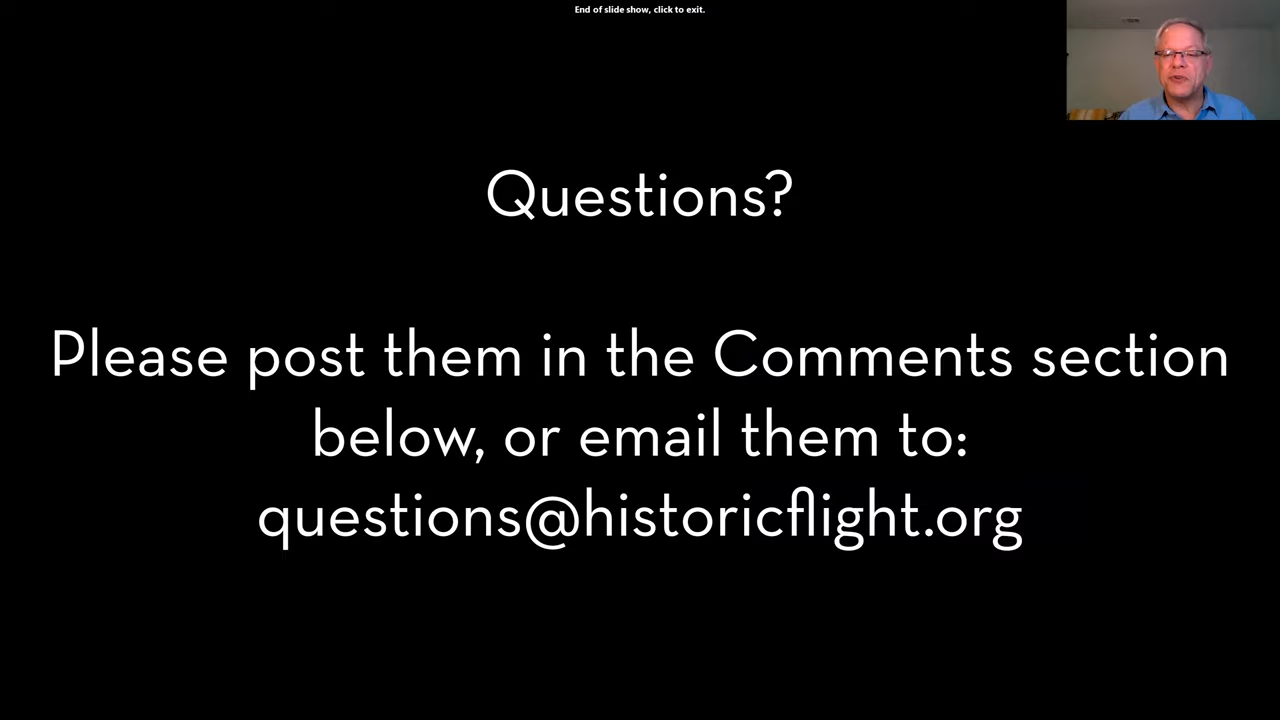 End of slide show, click to exit.
Questions?
Please post them in the Comments section
below, or email them to:
questions@historicflight.org